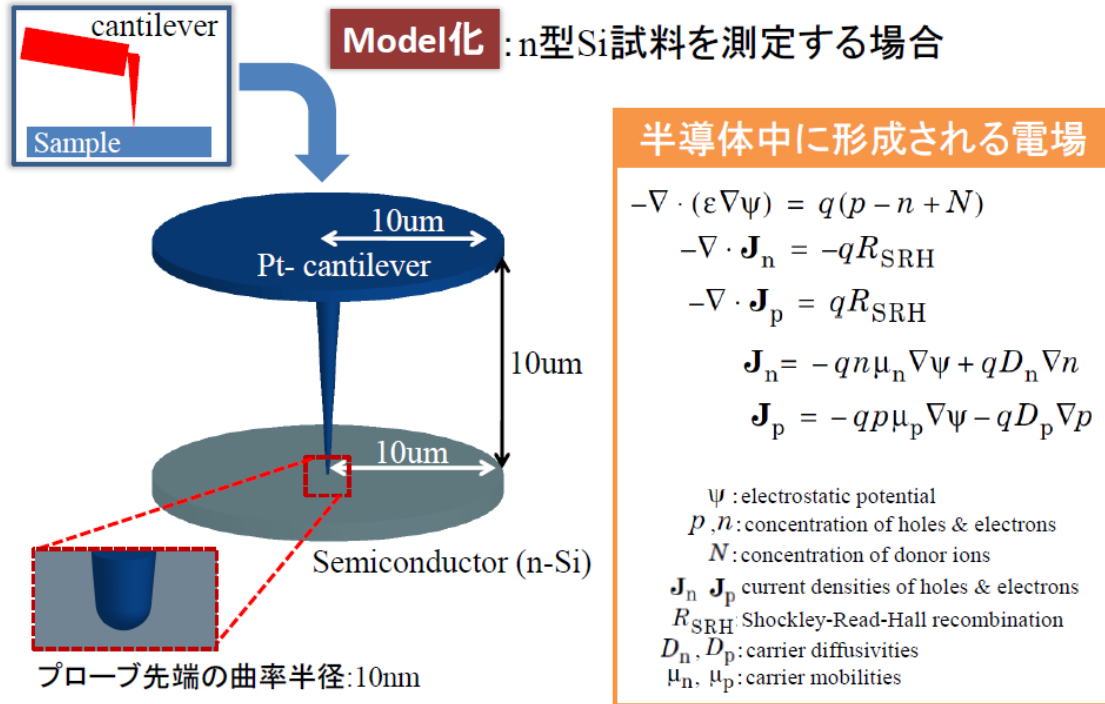 cantilever
Sample
Model化 :n型Si試料を測定する場合
10um
Pt- cantilever
10um
10um
Semiconductor (n-Si)
プローブ先端の曲率半径:10nm
半導体中に形成される電場
−∇ · (ε∇ψ) = q(p − n + N)
−∇ · Jn = −qRSRH
−∇ · Jp = qRSRH
Jn= − qnμn∇ψ + qDn∇n
Jp = −qpμp∇ψ − qDp∇p
ψ :electrostatic potential
p ,n:concentration of holes & electrons
N:concentration of donor ions
Jn Jp current densities of holes & electrons
RSRH:Shockley-Read-Hall recombination
Dn , Dp: carrier diffusivities
μn, μp: carrier mobilities